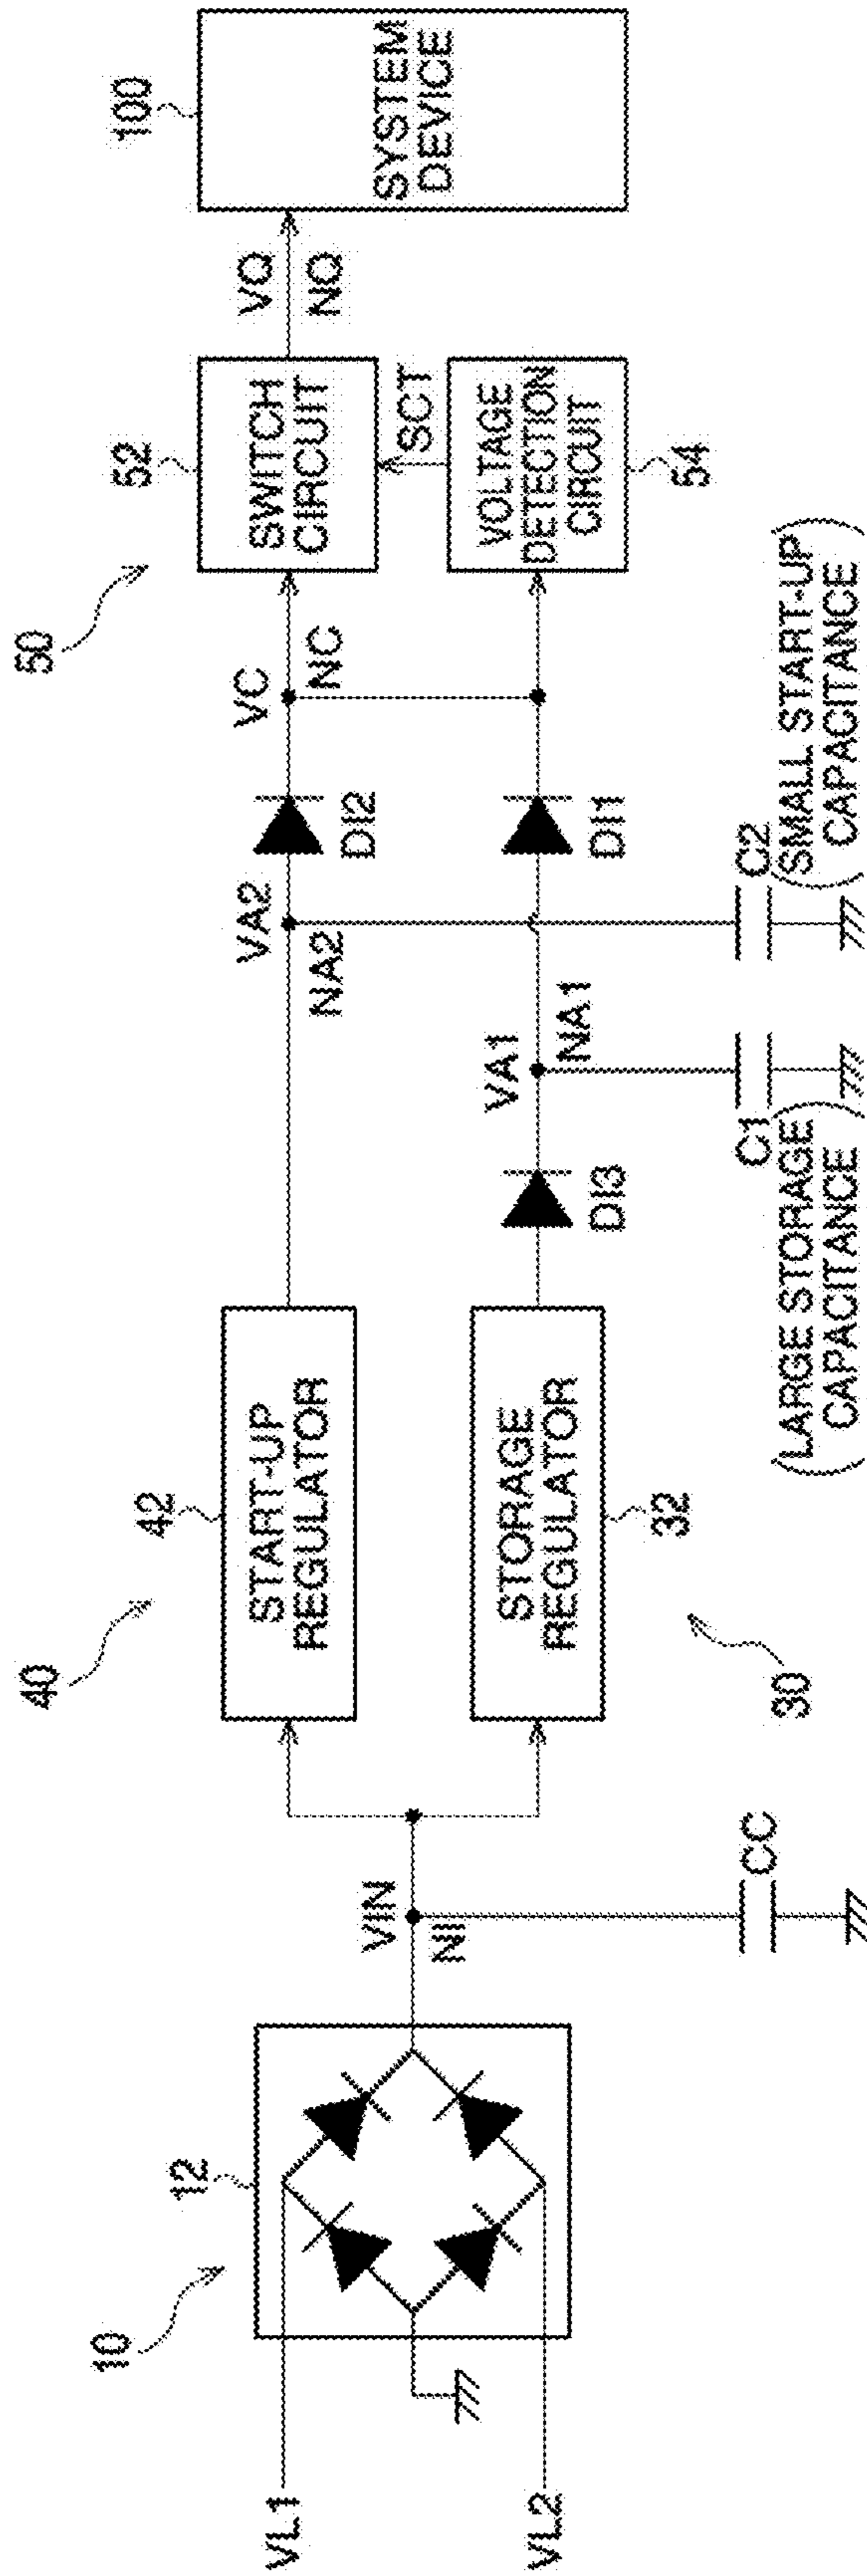 10
12
VL1
VL2
VIN
NI
CC
40
42
START-UP
REGULATOR
STORAGE
REGULATOR
32
30
DI3
VA1
NA1
C1
(LARGE STORAGE
CAPACITANCE)
VA2
NA2
C2
(SMALL START-UP
CAPACITANCE)
DI2
DI1
VC
NC
50
52
SWITCH
CIRCUIT
SCT
VOLTAGE
DETECTION
CIRCUIT
54
VQ
NQ
100
SYSTEM
DEVICE